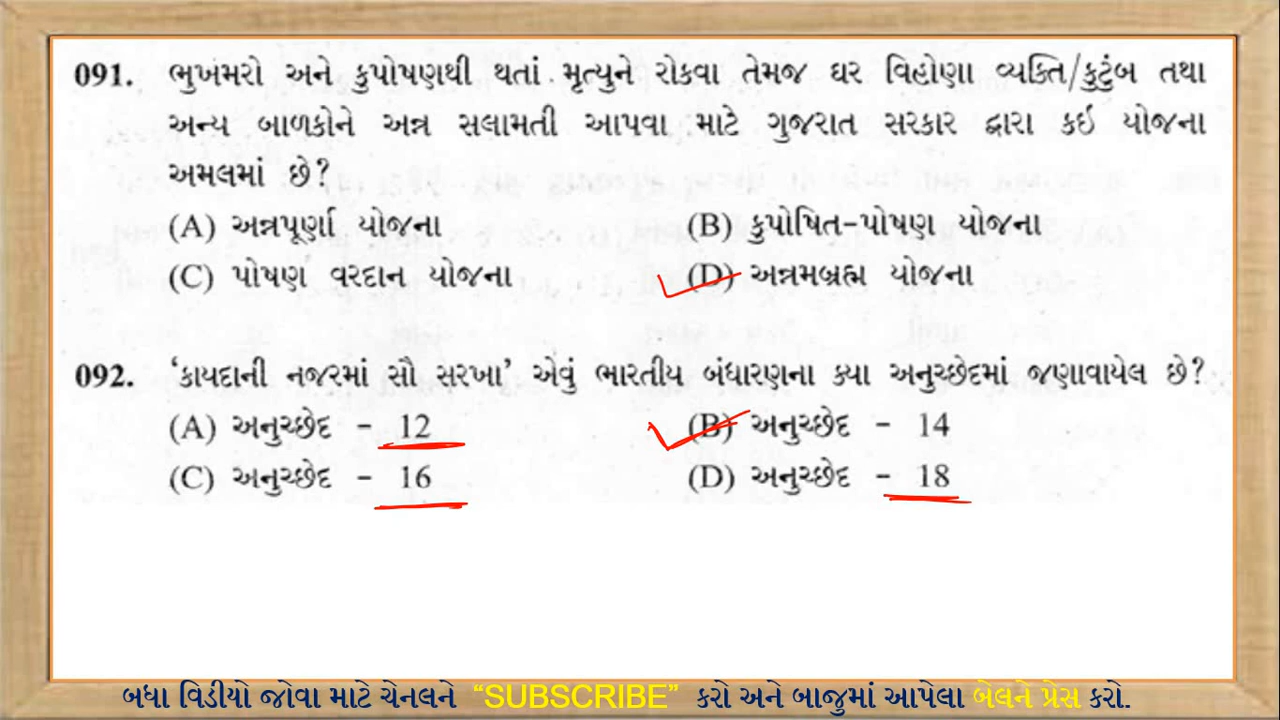 091. ભુખમરો અને કુપોષણથી થતાં મૃત્યુને રોકવા તેમજ ઘર વિહોણા વ્યક્તિ/કુટુંબ તથા
અન્ય બાળકોને અન્ન સલામતી આપવા માટે ગુજરાત સરકાર દ્વારા કઇ યોજના
અમલમાં છે?
(A) અન્નપૂર્ણા યોજના (B) કુપોષિત-પોષણ યોજના
(C) પોષણ વરદાન યોજના (D) અન્નમબ્રહ્મ યોજના
092. ‘કાયદાની નજરમાં સૌ સરખા’ એવું ભારતીય બંધારણના ક્યા અનુચ્છેદમાં જણાવાયેલ છે?
(A) અનુચ્છેદ - 12 (B) અનુચ્છેદ - 14
(C) અનુચ્છેદ - 16 (D) અનુચ્છેદ - 18
બધા વિડીયો જોવા માટે ચેનલને “SUBSCRIBE” કરો અને બાજુમાં આપેલા બેલને પ્રેસ કરો.